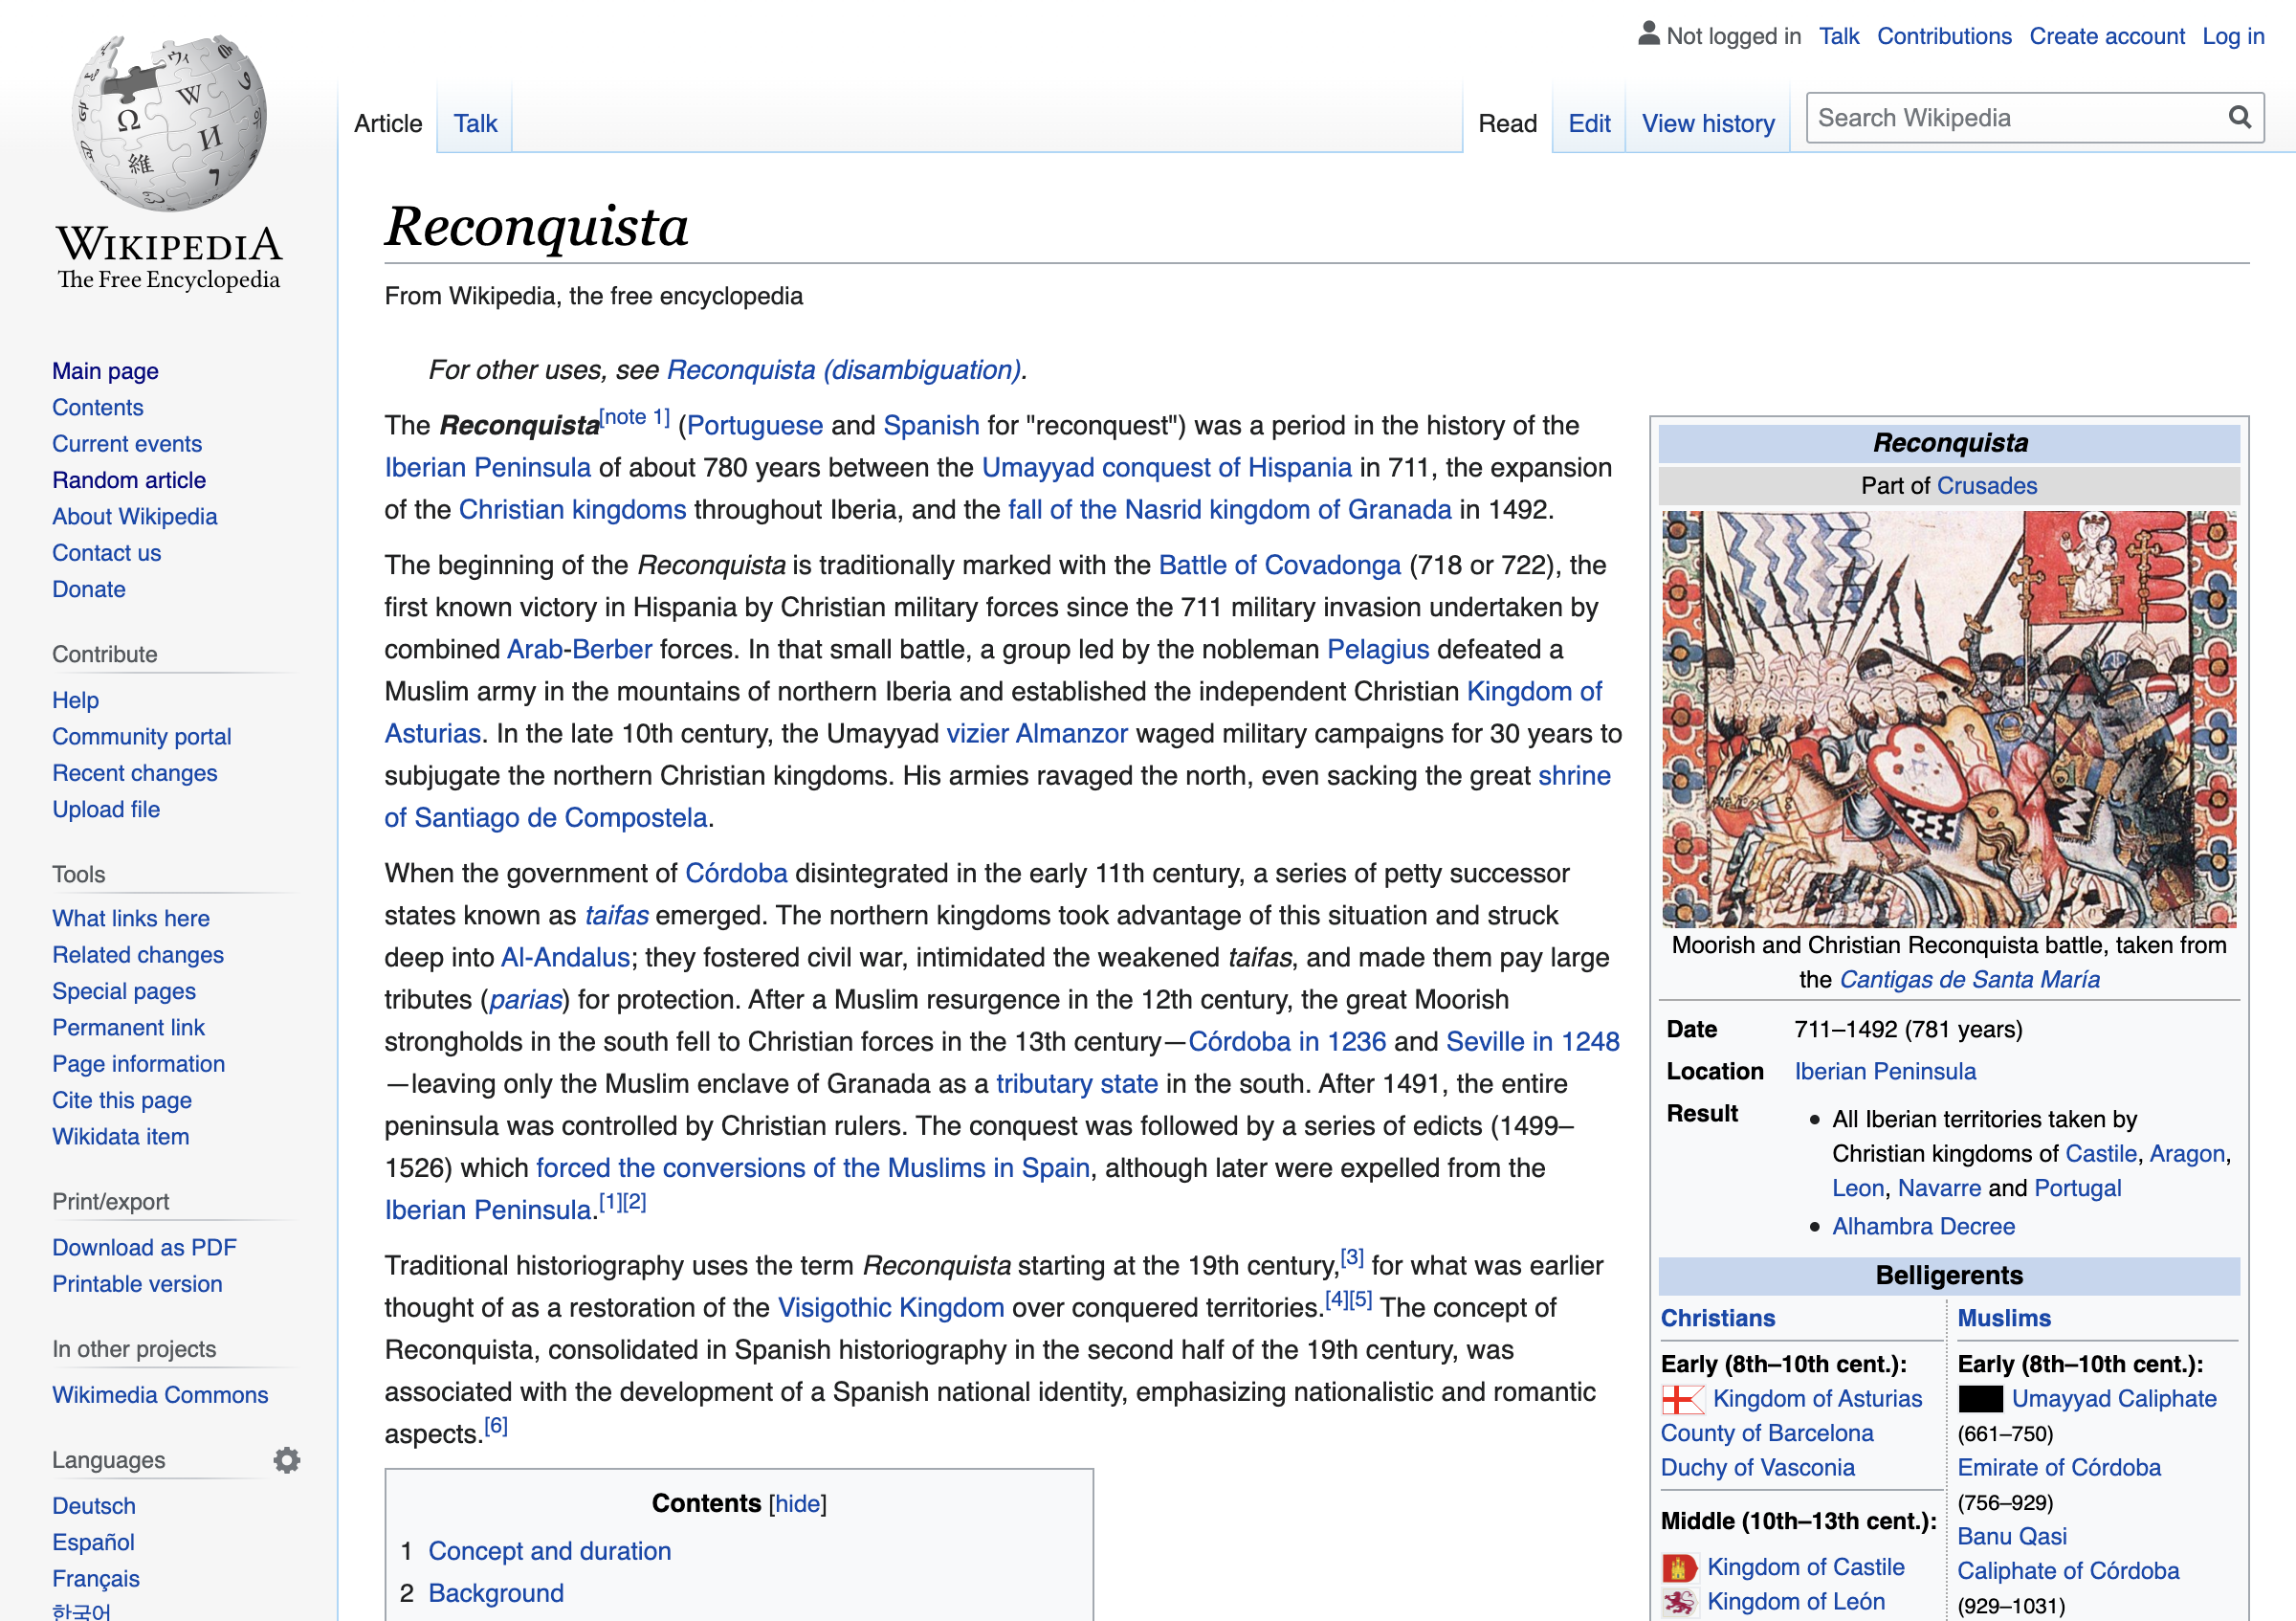 Not logged in Talk Contributions Create account Log in
Article Talk Read Edit View history Search Wikipedia
WIKIPEDIA
The Free Encyclopedia
Main page
Contents
Current events
Random article
About Wikipedia
Contact us
Donate
Contribute
Help
Community portal
Recent changes
Upload file
Tools
What links here
Related changes
Special pages
Permanent link
Page information
Cite this page
Wikidata item
Print/export
Download as PDF
Printable version
In other projects
Wikimedia Commons
Languages
Deutsch
Español
Français
한국어
Reconquista
From Wikipedia, the free encyclopedia
For other uses, see Reconquista (disambiguation).
The Reconquista[note 1] (Portuguese and Spanish for "reconquest") was a period in the history of the
Iberian Peninsula of about 780 years between the Umayyad conquest of Hispania in 711, the expansion
of the Christian kingdoms throughout Iberia, and the fall of the Nasrid kingdom of Granada in 1492.
The beginning of the Reconquista is traditionally marked with the Battle of Covadonga (718 or 722), the
first known victory in Hispania by Christian military forces since the 711 military invasion undertaken by
combined Arab-Berber forces. In that small battle, a group led by the nobleman Pelagius defeated a
Muslim army in the mountains of northern Iberia and established the independent Christian Kingdom of
Asturias. In the late 10th century, the Umayyad vizier Almanzor waged military campaigns for 30 years to
subjugate the northern Christian kingdoms. His armies ravaged the north, even sacking the great shrine
of Santiago de Compostela.
When the government of Córdoba disintegrated in the early 11th century, a series of petty successor
states known as taifas emerged. The northern kingdoms took advantage of this situation and struck
deep into Al-Andalus; they fostered civil war, intimidated the weakened taifas, and made them pay large
tributes (parias) for protection. After a Muslim resurgence in the 12th century, the great Moorish
strongholds in the south fell to Christian forces in the 13th century—Córdoba in 1236 and Seville in 1248
—leaving only the Muslim enclave of Granada as a tributary state in the south. After 1491, the entire
peninsula was controlled by Christian rulers. The conquest was followed by a series of edicts (1499–
1526) which forced the conversions of the Muslims in Spain, although later were expelled from the
Iberian Peninsula.[1][2]
Traditional historiography uses the term Reconquista starting at the 19th century,[3] for what was earlier
thought of as a restoration of the Visigothic Kingdom over conquered territories.[4][5] The concept of
Reconquista, consolidated in Spanish historiography in the second half of the 19th century, was
associated with the development of a Spanish national identity, emphasizing nationalistic and romantic
aspects.[6]
Contents [hide]
1 Concept and duration
2 Background
Reconquista
Part of Crusades
Moorish and Christian Reconquista battle, taken from
the Cantigas de Santa María
Date 711–1492 (781 years)
Location Iberian Peninsula
Result • All Iberian territories taken by
Christian kingdoms of Castile, Aragon,
Leon, Navarre and Portugal
• Alhambra Decree
Belligerents
Christians
Early (8th–10th cent.):
Kingdom of Asturias
County of Barcelona
Duchy of Vasconia
Middle (10th–13th cent.):
Kingdom of Castile
Kingdom of León
Muslims
Early (8th–10th cent.):
Umayyad Caliphate
(661–750)
Emirate of Córdoba
(756–929)
Banu Qasi
Caliphate of Córdoba
(929–1031)